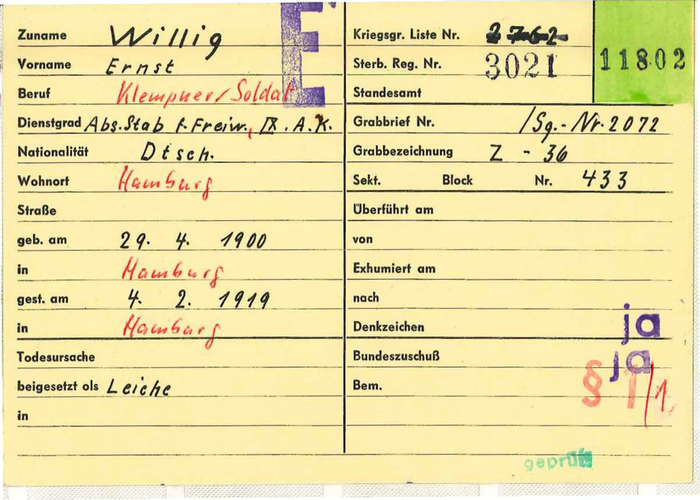 Zuname Willig
Vorname Ernst
Beruf Klempner/Soldat
Dienstgrad Abs. Stab f. Freiw., IX. A.K.
Nationalität Dtsch.
Wohnort Hamburg
Straße
geb. am 29. 4. 1900
in Hamburg
gest. am 4. 2. 1919
in Hamburg
Todesursache
beigesetzt als Leiche
in
E
Kriegsgr. Liste Nr. 2762
Sterb. Reg. Nr. 3021
11802
Standesamt
Grabbrief Nr. /Sg.-Nr. 2072
Grabbezeichnung Z - 36
Sekt. Block Nr. 433
Überführt am
von
Exhumiert am
nach
Denkzeichen ja
Bundeszuschuß ja
Bem. § 1/1.
geprüft